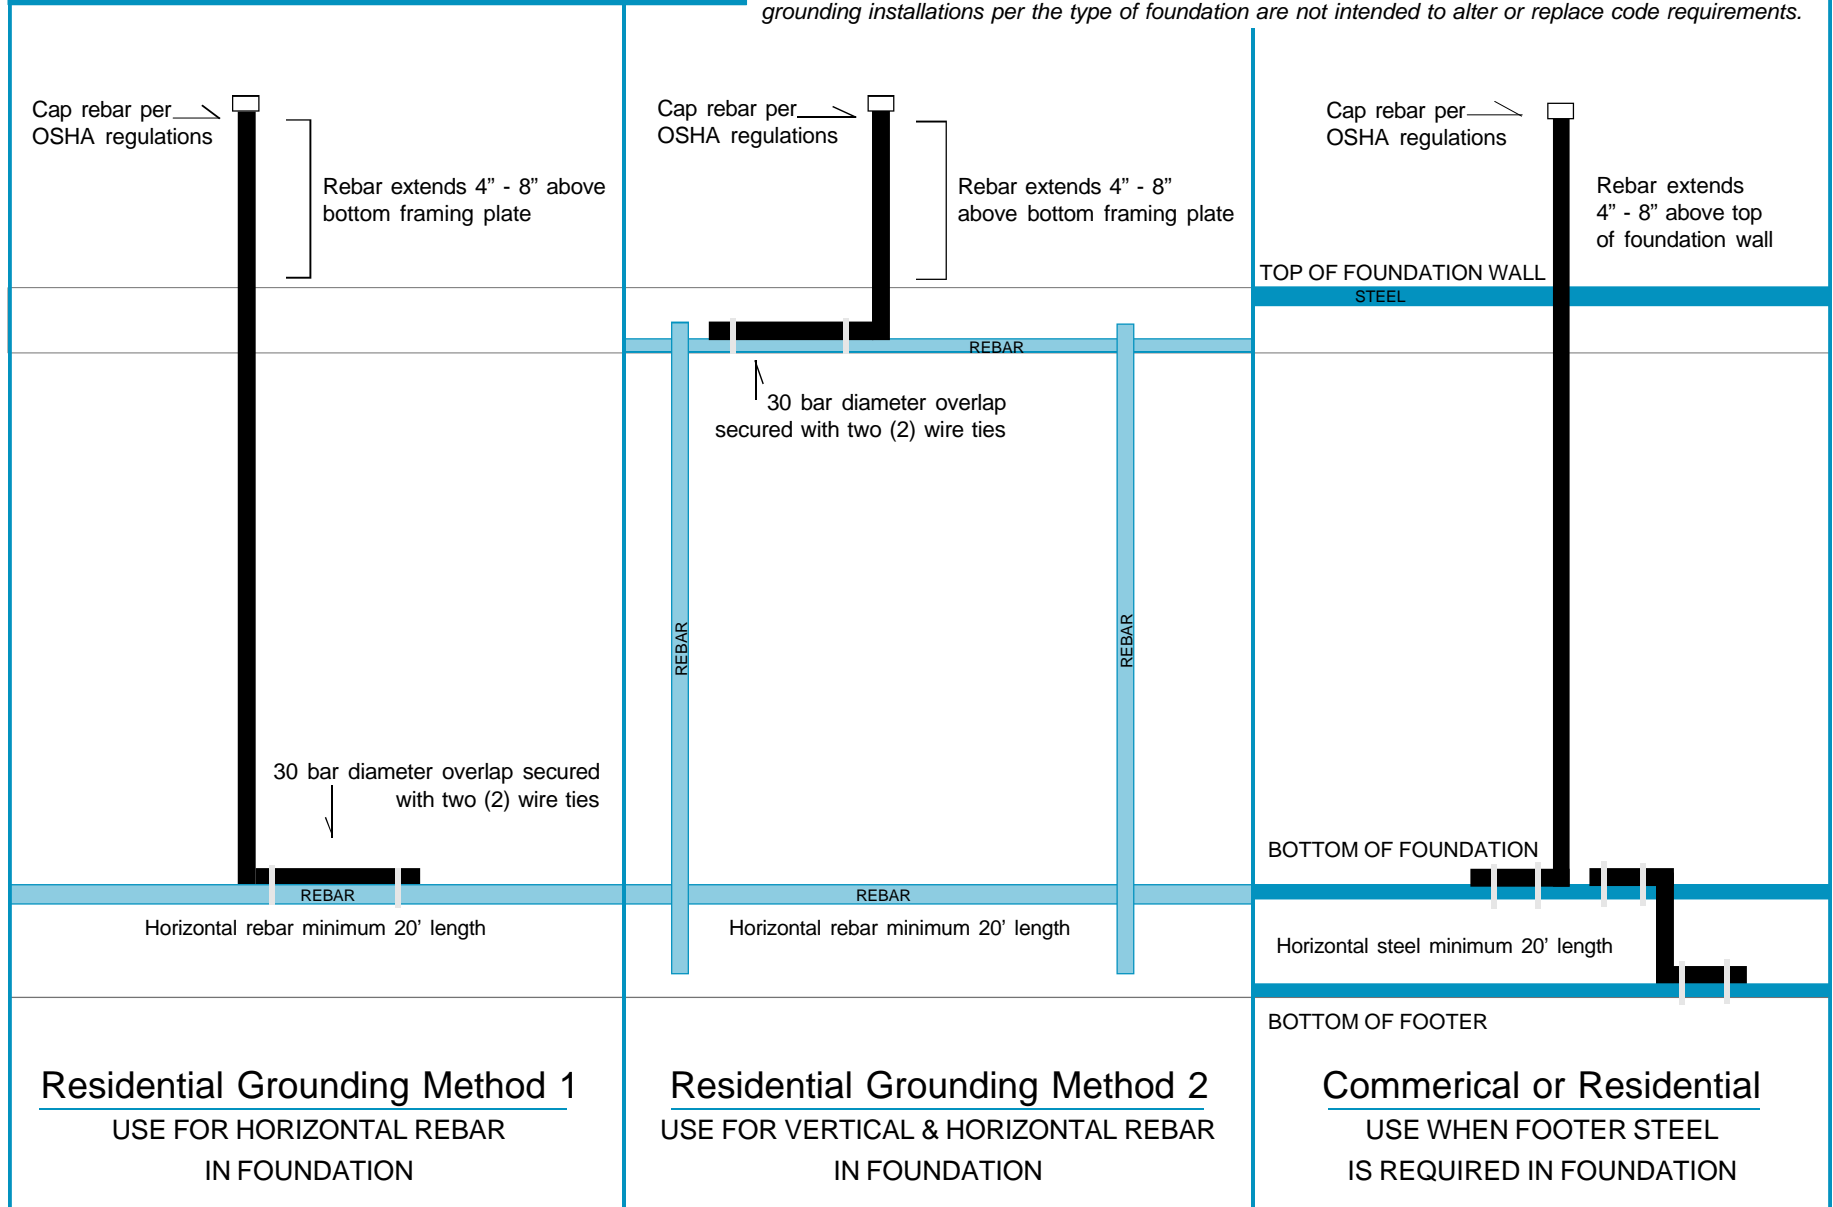 grounding installations per the type of foundation are not intended to alter or replace code requirements.
Cap rebar per
OSHA regulations
Rebar extends 4” - 8” above
bottom framing plate
30 bar diameter overlap secured
with two (2) wire ties
REBAR
Horizontal rebar minimum 20’ length
Residential Grounding Method 1
USE FOR HORIZONTAL REBAR
IN FOUNDATION
Cap rebar per
OSHA regulations
Rebar extends 4” - 8”
above bottom framing plate
REBAR
30 bar diameter overlap
secured with two (2) wire ties
REBAR
REBAR
REBAR
Horizontal rebar minimum 20’ length
Residential Grounding Method 2
USE FOR VERTICAL & HORIZONTAL REBAR
IN FOUNDATION
Cap rebar per
OSHA regulations
Rebar extends
4” - 8” above top
of foundation wall
TOP OF FOUNDATION WALL
STEEL
BOTTOM OF FOUNDATION
Horizontal steel minimum 20’ length
BOTTOM OF FOOTER
Commerical or Residential
USE WHEN FOOTER STEEL
IS REQUIRED IN FOUNDATION